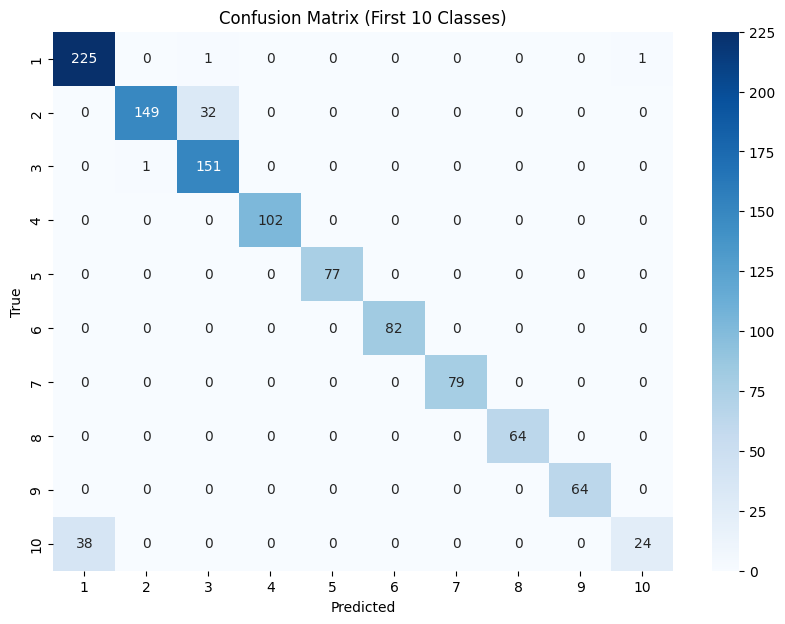 Confusion Matrix (First 10 Classes)
1 225 0 1 0 0 0 0 0 0 1
2 0 149 32 0 0 0 0 0 0 0
3 0 1 151 0 0 0 0 0 0 0
4 0 0 0 102 0 0 0 0 0 0
5 0 0 0 0 77 0 0 0 0 0
6 0 0 0 0 0 82 0 0 0 0
7 0 0 0 0 0 0 79 0 0 0
8 0 0 0 0 0 0 0 64 0 0
9 0 0 0 0 0 0 0 0 64 0
10 38 0 0 0 0 0 0 0 0 24
1 2 3 4 5 6 7 8 9 10
Predicted
True
225
200
175
150
125
100
75
50
25
0